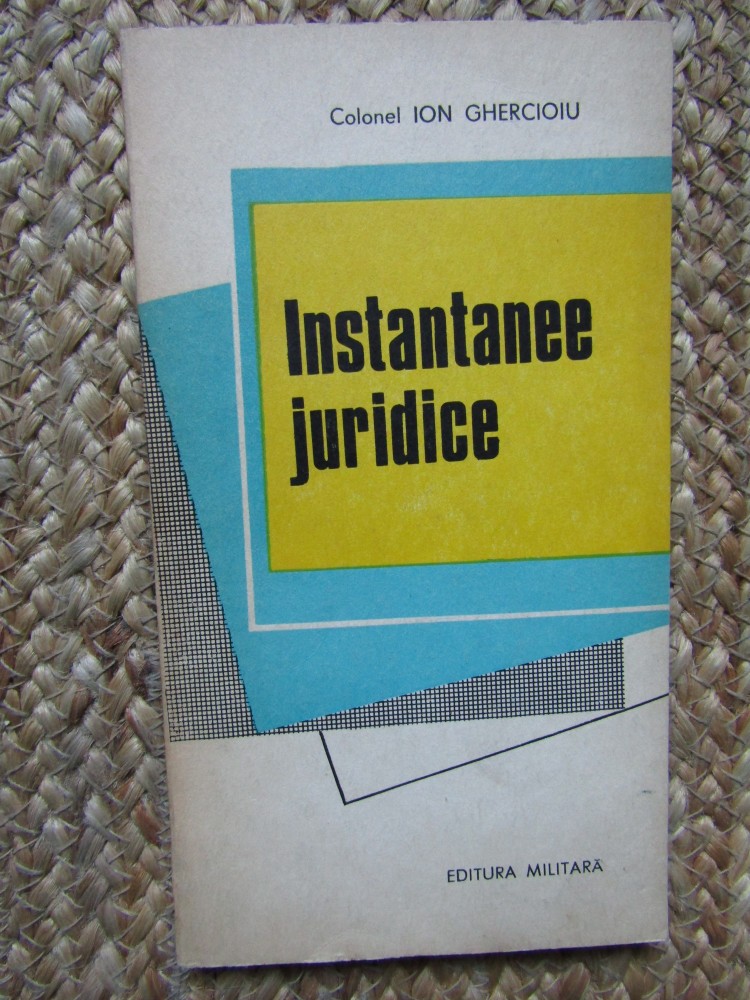 Colonel ION GHERCIOIU
Instantanee
juridice
EDITURA MILITARĂ